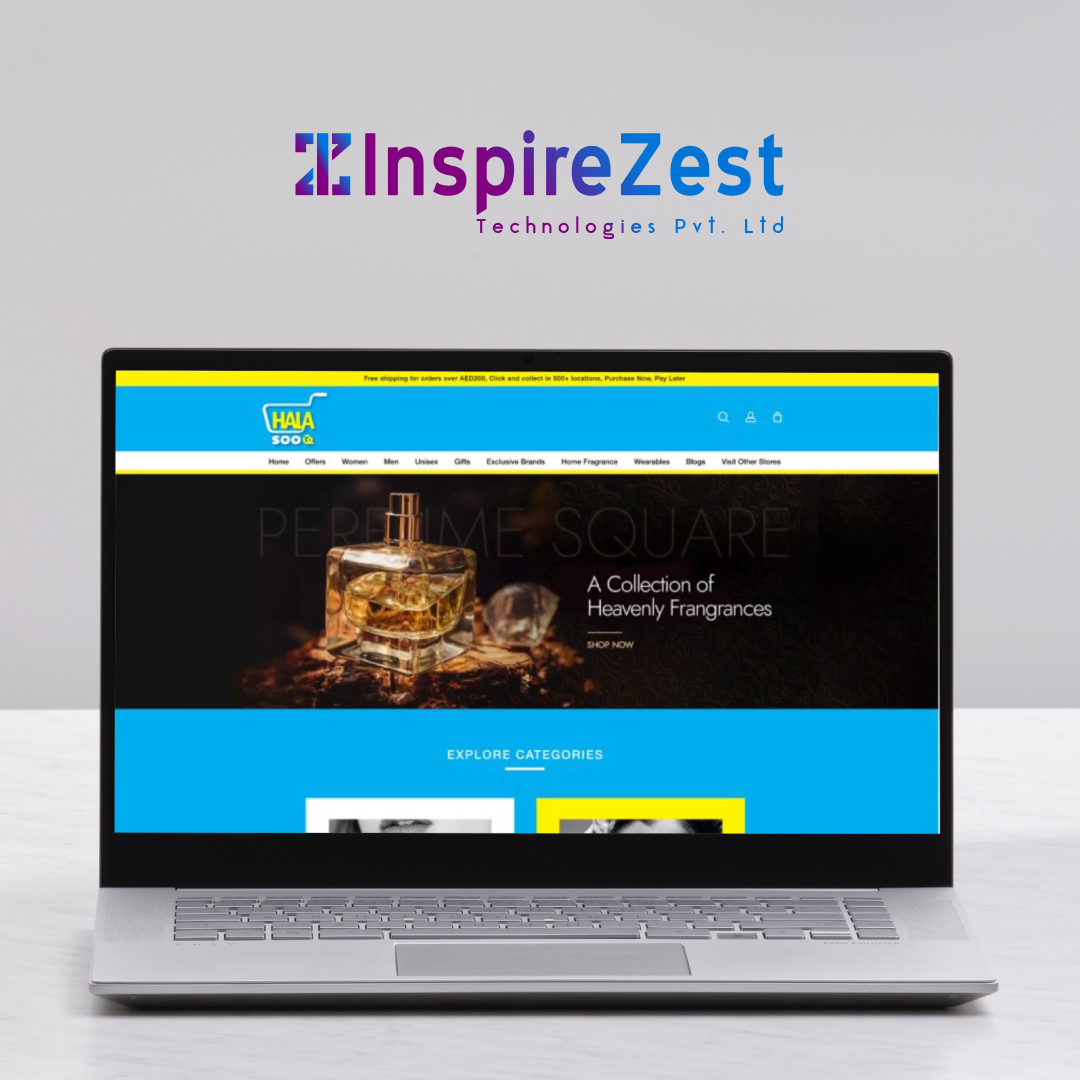 InspireZest
Technologies Pvt. Ltd
Free shipping for orders over AED200, Click and collect in 500+ locations, Purchase Now, Pay Later
HALA
SOO
Home Offers Women Men Unisex Gifts Exclusive Brands Home Fragrance Wearables Blogs Visit Other Stores
PERFUME SQUARE
A Collection of
Heavenly Frangrances
SHOP NOW
EXPLORE CATEGORIES